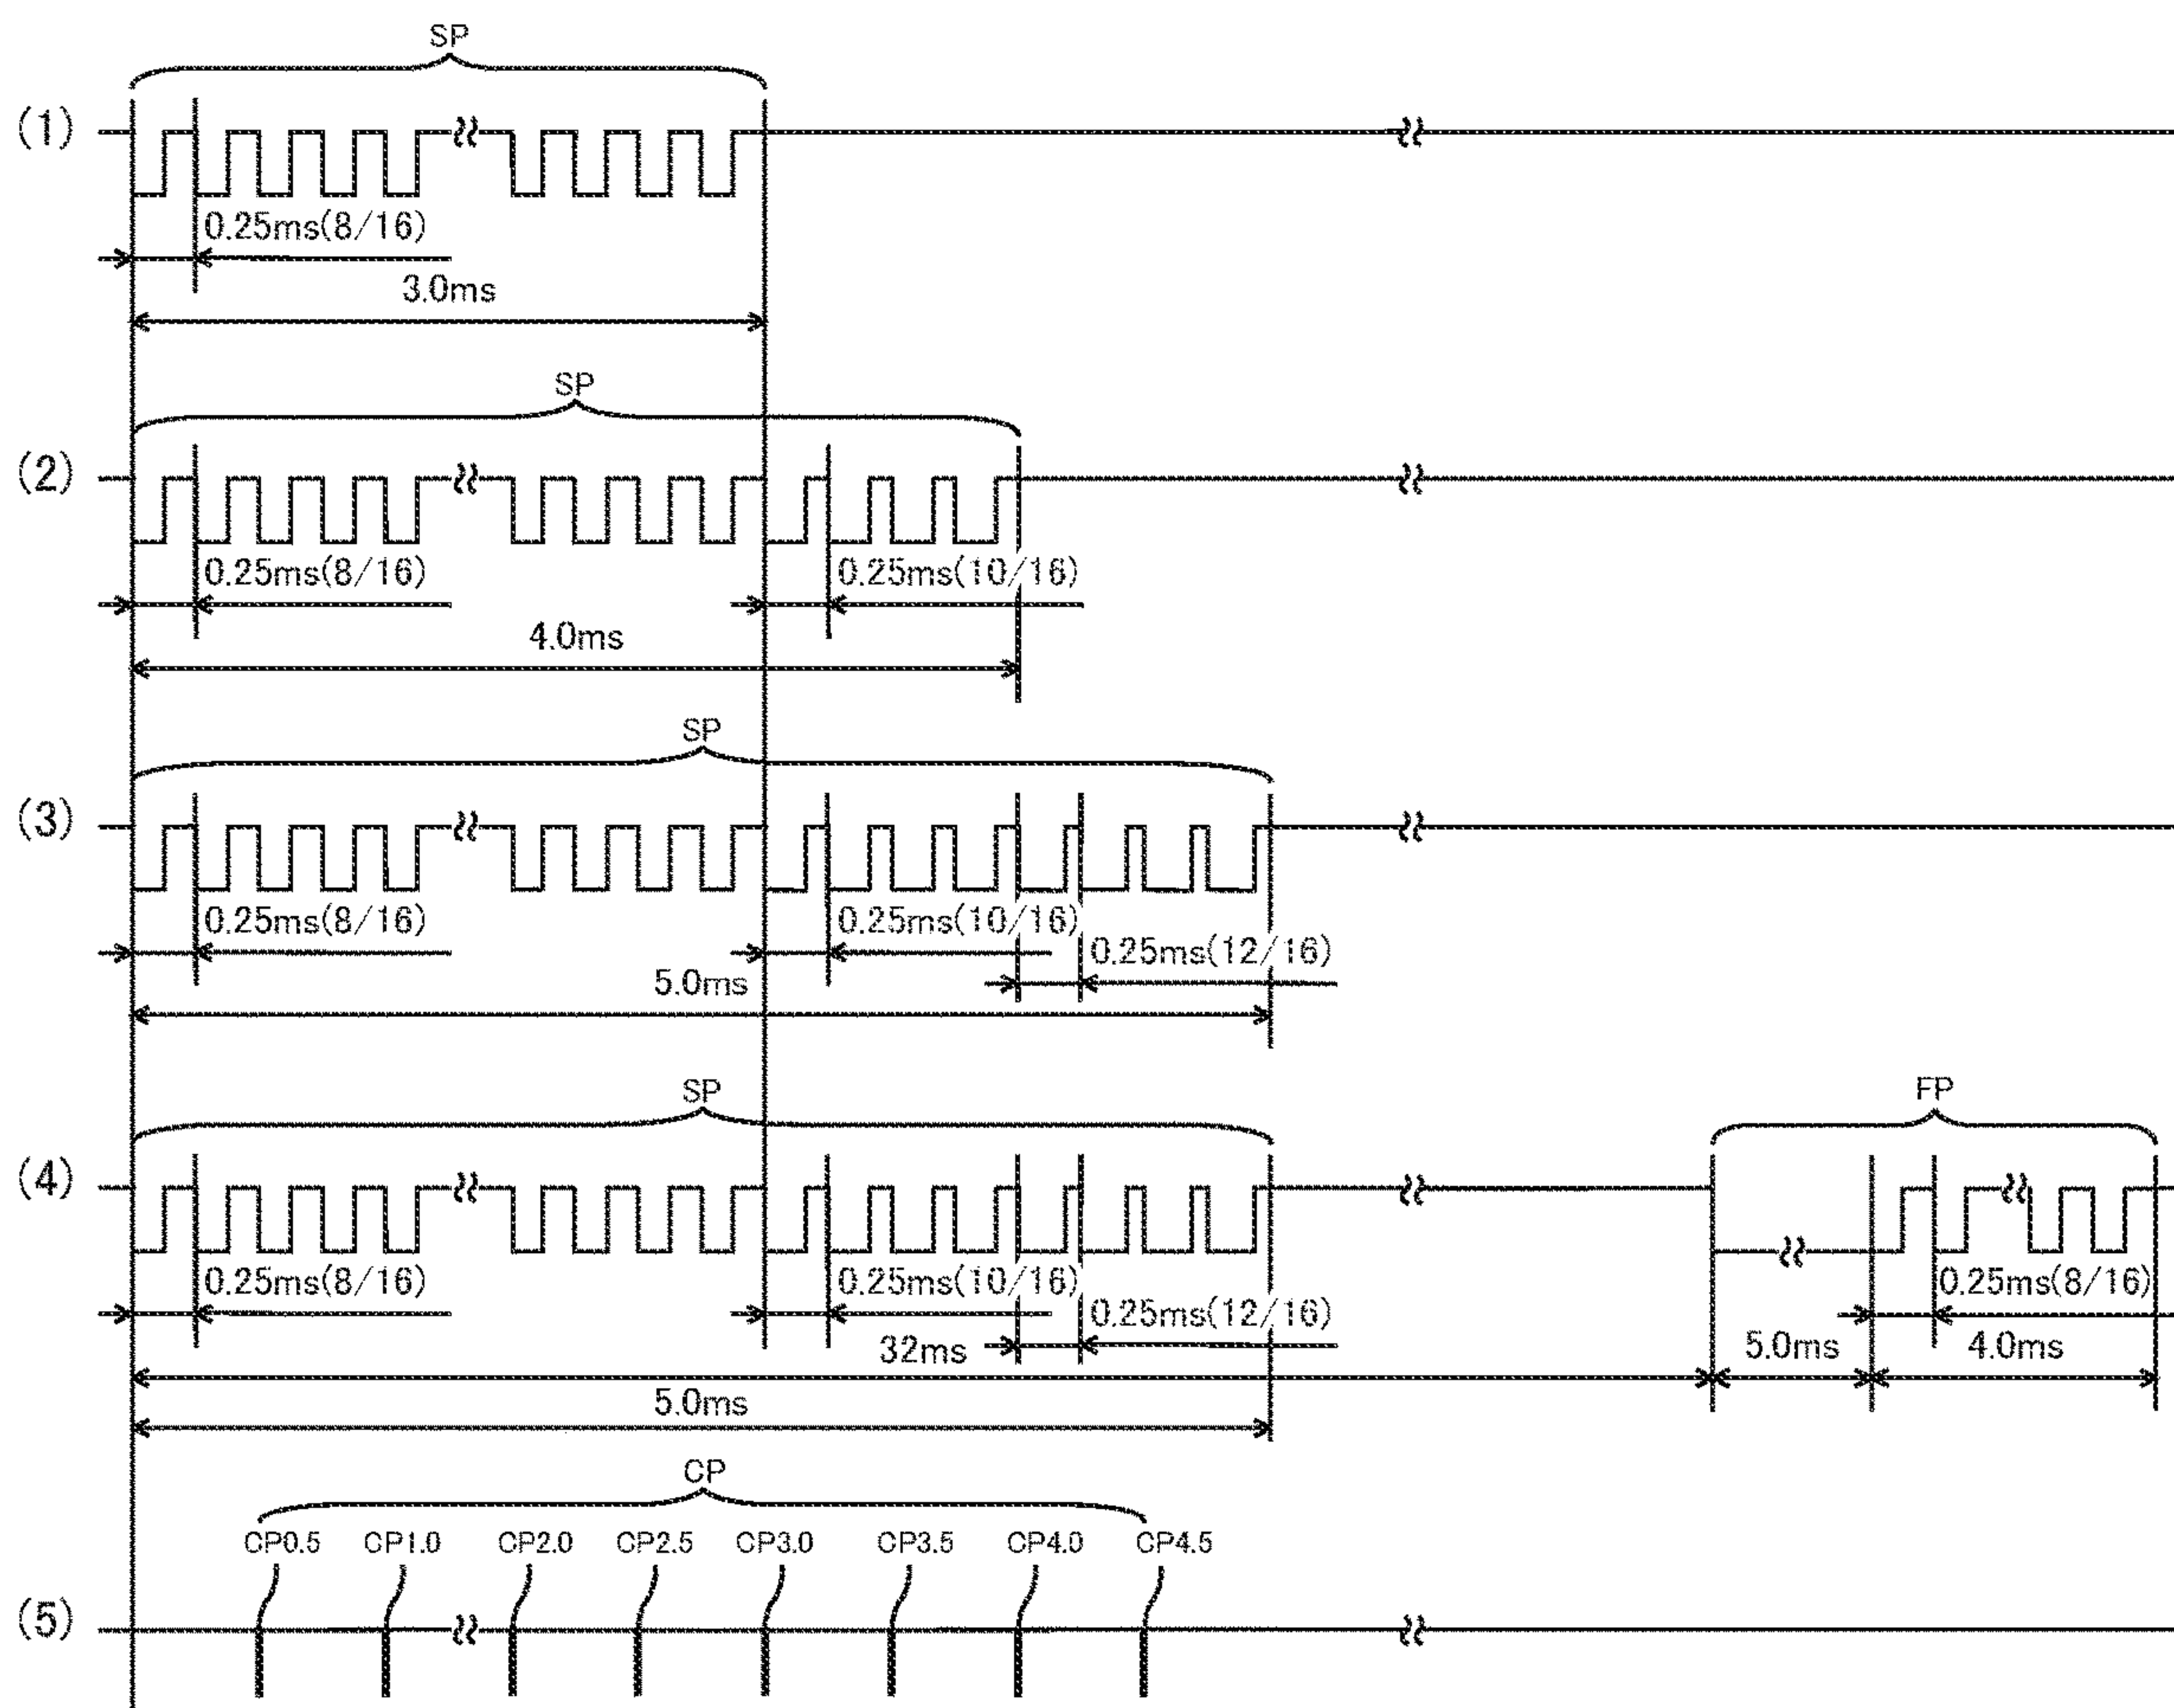 SP
(1)
0.25ms(8/16)
3.0ms
SP
(2)
0.25ms(8/16) 0.25ms(10/16)
4.0ms
SP
(3)
0.25ms(8/16) 0.25ms(10/16)
0.25ms(12/16)
5.0ms
SP FP
(4)
0.25ms(8/16) 0.25ms(10/16) 0.25ms(8/16)
0.25ms(12/16)
32ms 5.0ms 4.0ms
5.0ms
CP
CP0.5 CP1.0 CP2.0 CP2.5 CP3.0 CP3.5 CP4.0 CP4.5
(5)